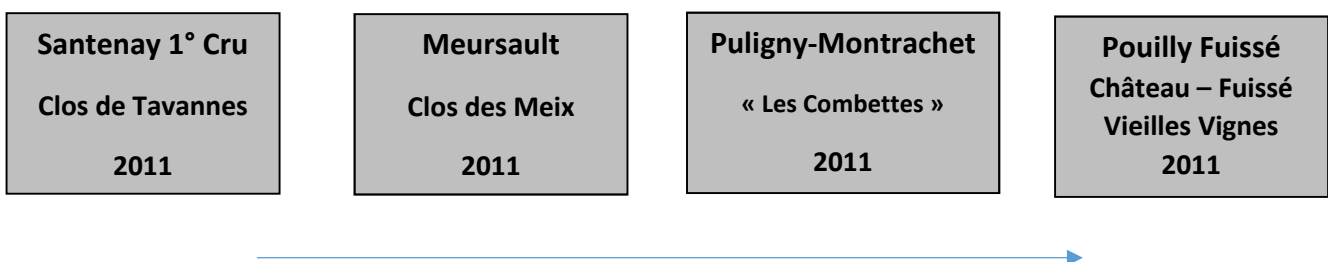 Santenay 1° Cru
Clos de Tavannes
2011
Meursault
Clos des Meix
2011
Puligny-Montrachet
« Les Combettes »
2011
Pouilly Fuissé
Château – Fuissé
Vieilles Vignes
2011